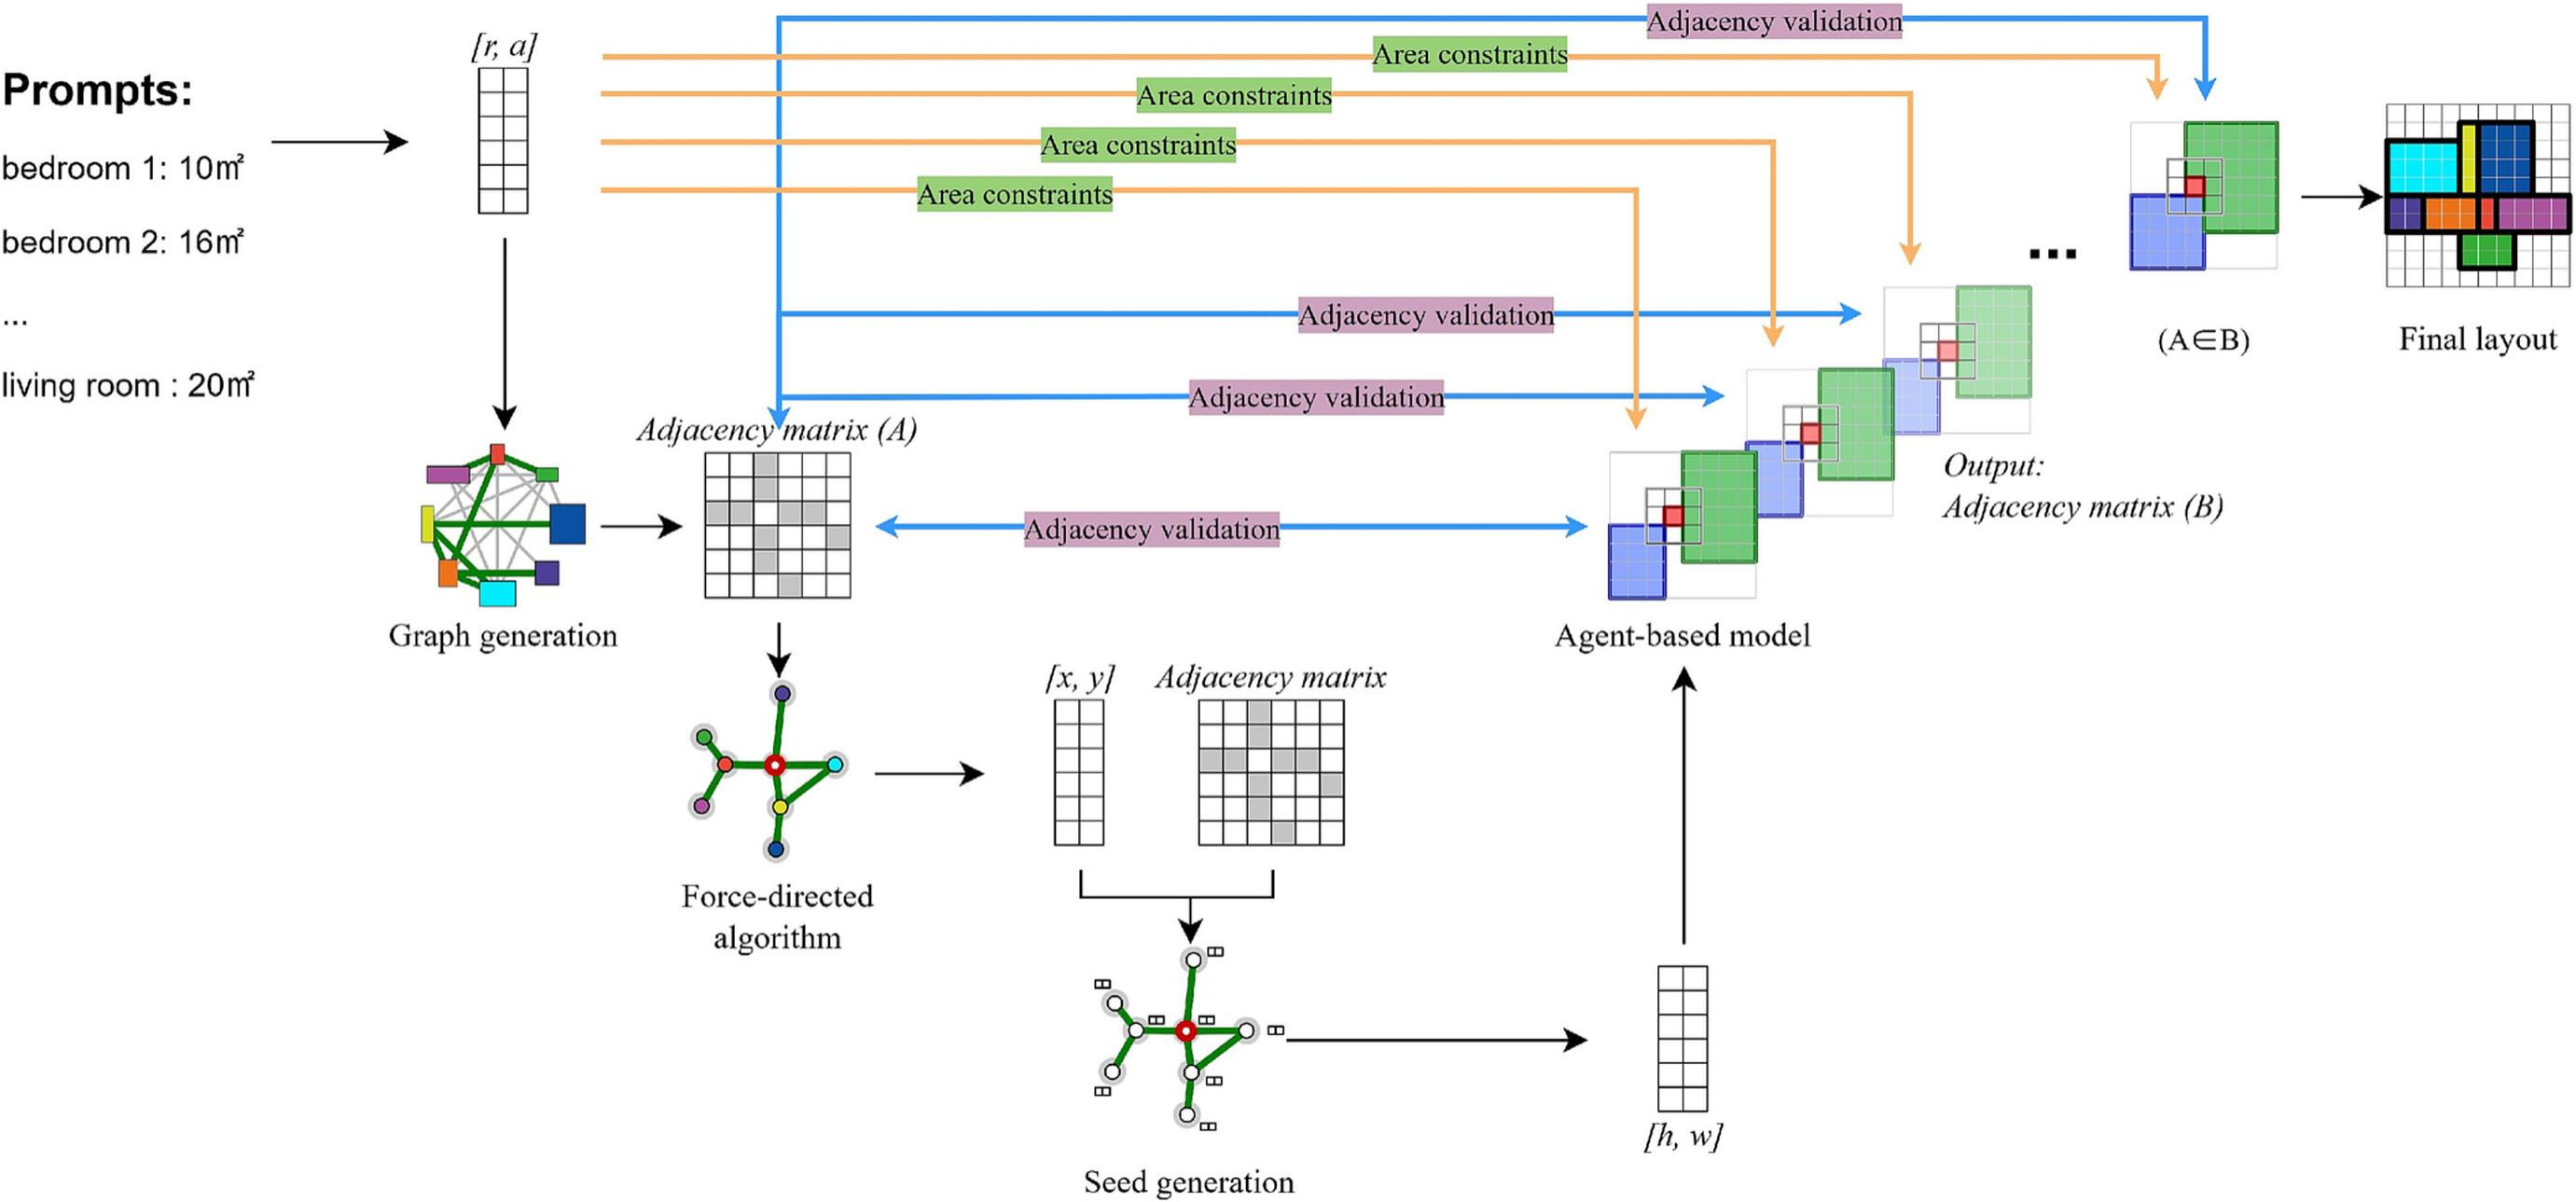 Prompts:
bedroom 1: 10㎡
bedroom 2: 16㎡
...
living room : 20㎡
[r, a]
Adjacency validation
Area constraints
Area constraints
Area constraints
Area constraints
Adjacency validation
Adjacency validation
Adjacency validation
...
(A∈B)
Final layout
Graph generation
Adjacency matrix (A)
Output:
Adjacency matrix (B)
Agent-based model
Force-directed
algorithm
[x, y]
Adjacency matrix
Seed generation
[h, w]